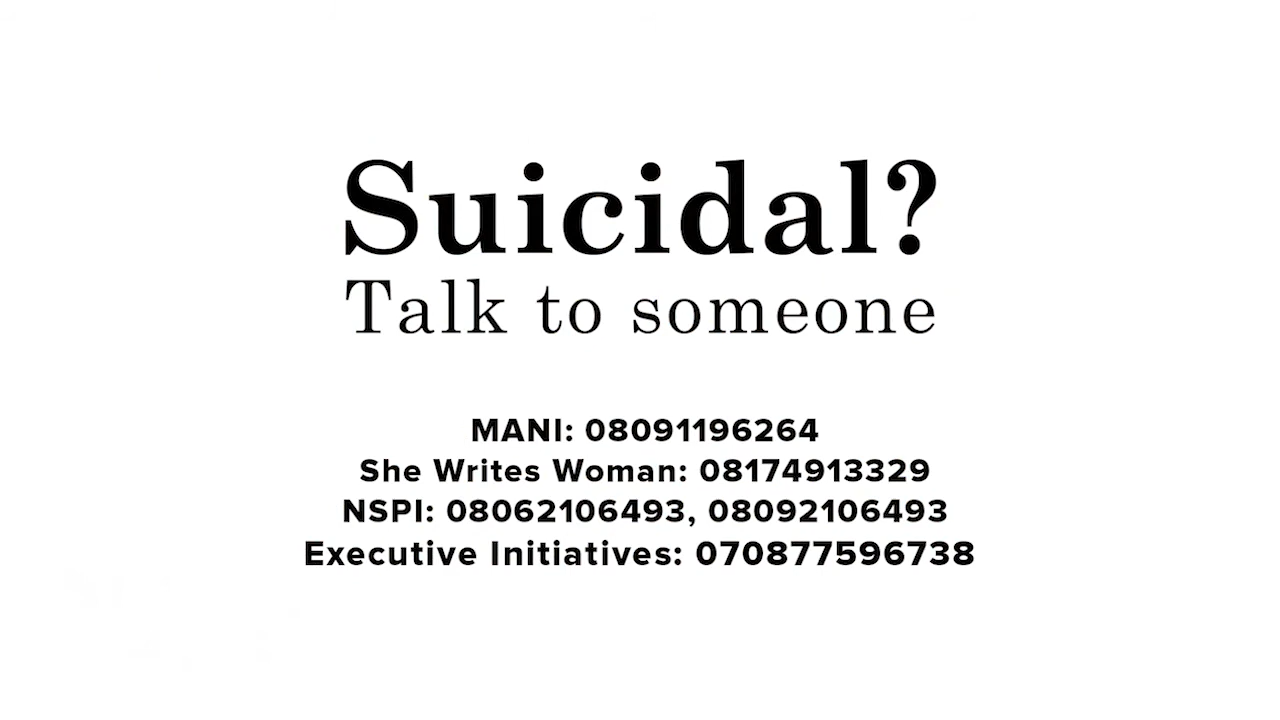 Suicidal?
Talk to someone
MANI: 08091196264
She Writes Woman: 08174913329
NSPI: 08062106493, 08092106493
Executive Initiatives: 070877596738